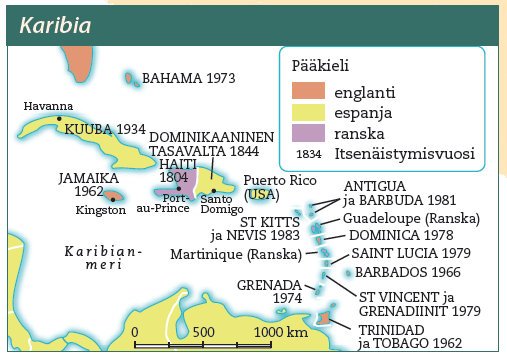 Karibia
Pääkieli
englanti
espanja
ranska
1834 Itsenäistymisvuosi
BAHAMA 1973
Havanna
KUUBA 1934
DOMINIKAANINEN
TASAVALTA 1844
HAITI
1804
JAMAIKA
1962
Kingston
Port-
au-Prince
Santo
Domigo
Puerto Rico
(USA)
ANTIGUA
ja BARBUDA 1981
Guadeloupe (Ranska)
ST KITTS
ja NEVIS 1983
DOMINICA 1978
Martinique (Ranska)
SAINT LUCIA 1979
BARBADOS 1966
GRENADA
1974
ST VINCENT ja
GRENADIINIT 1979
TRINIDAD
ja TOBAGO 1962
Karibian-
meri
0 500 1000 km